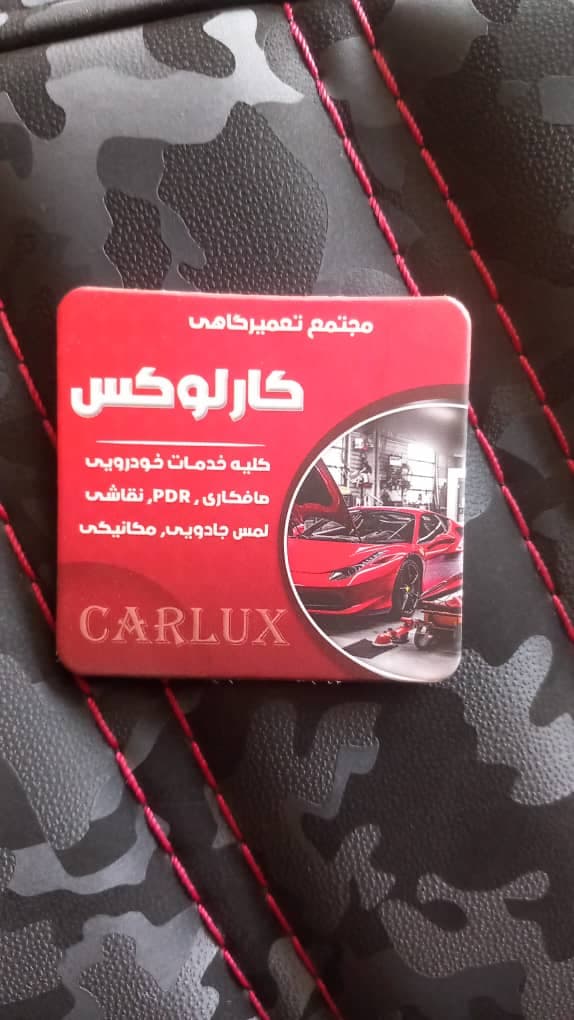 مجتمع تعمیرگاهی
کارلوکس
کلیه خدمات خودرویی
صافکاری , PDR, نقاشی
لمس جادویی, مکانیکی
CARLUX